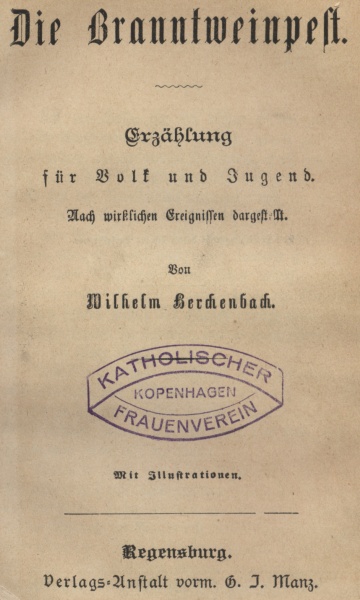 Die Branntweinpest.
Erzählung
für Volk und Jugend.
Nach wirklichen Ereignissen dargestellt.
Von
Wilhelm Herchenbach.
KATHOLISCHER
KOPENHAGEN
FRAUENVEREIN
Mit Illustrationen.
Regensburg.
Verlags-Anstalt vorm. G. J. Manz.